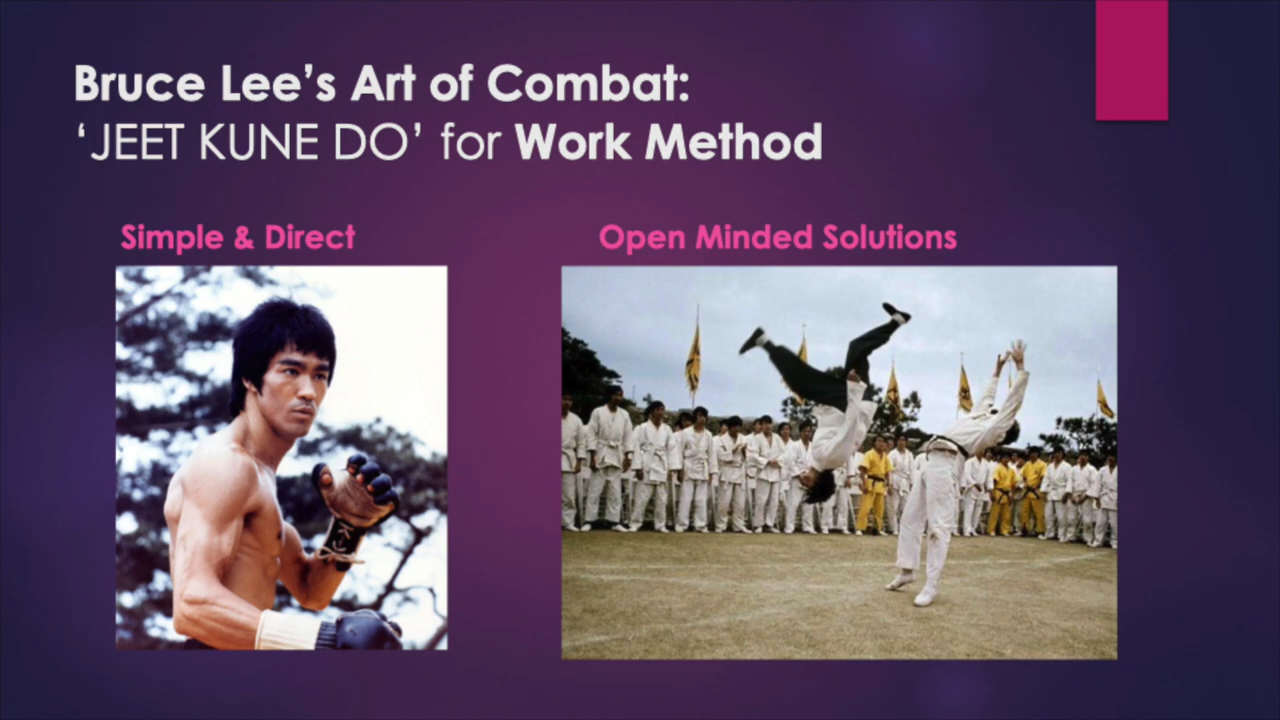 Bruce Lee’s Art of Combat:
‘JEET KUNE DO’ for Work Method
Simple & Direct
Open Minded Solutions